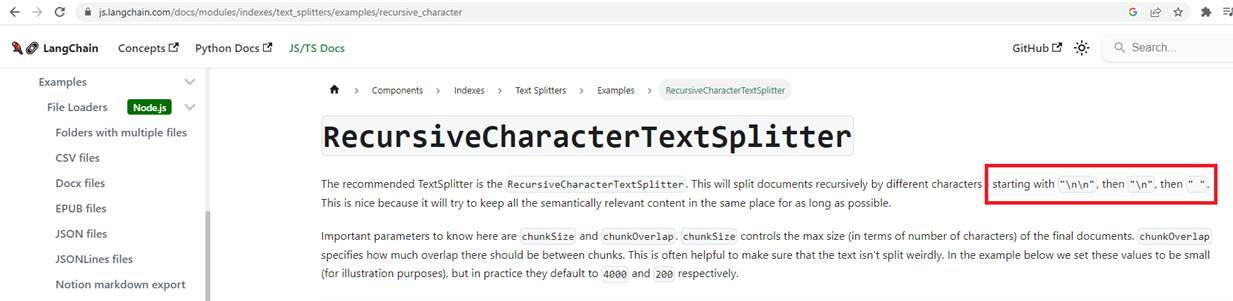 js.langchain.com/docs/modules/indexes/text_splitters/examples/recursive_character
LangChain Concepts Python Docs JS/TS Docs GitHub Search...
Examples
File Loaders Node.js
Folders with multiple files
CSV files
Docx files
EPUB files
JSON files
JSONLines files
Notion markdown export
Components > Indexes > Text Splitters > Examples > RecursiveCharacterTextSplitter
RecursiveCharacterTextSplitter
The recommended TextSplitter is the RecursiveCharacterTextSplitter. This will split documents recursively by different characters - starting with "\n\n", then "\n", then " ".
This is nice because it will try to keep all the semantically relevant content in the same place for as long as possible.
Important parameters to know here are chunkSize and chunkOverlap. chunkSize controls the max size (in terms of number of characters) of the final documents. chunkOverlap
specifies how much overlap there should be between chunks. This is often helpful to make sure that the text isn't split weirdly. In the example below we set these values to be small
(for illustration purposes), but in practice they default to 4000 and 200 respectively.